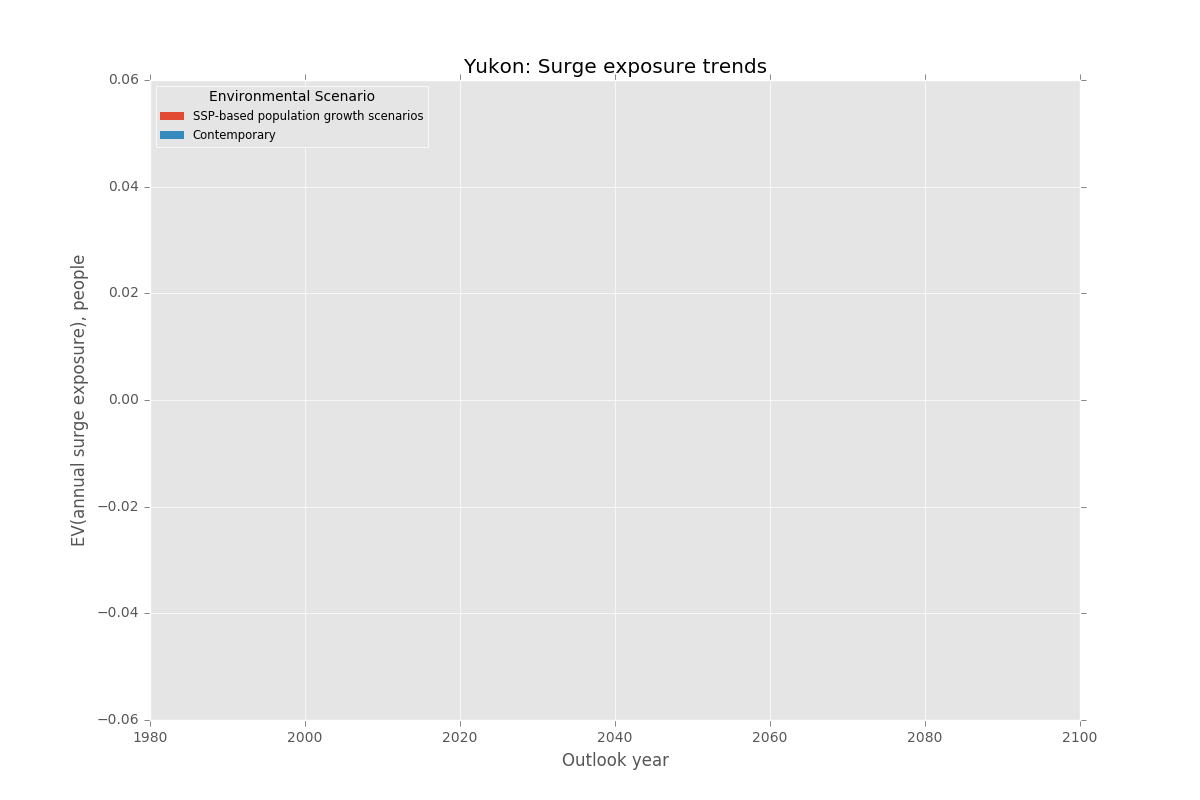 Yukon: Surge exposure trends
Environmental Scenario
SSP-based population growth scenarios
Contemporary
EV(annual surge exposure), people
0.06
0.04
0.02
0.00
−0.02
−0.04
−0.06
1980 2000 2020 2040 2060 2080 2100
Outlook year